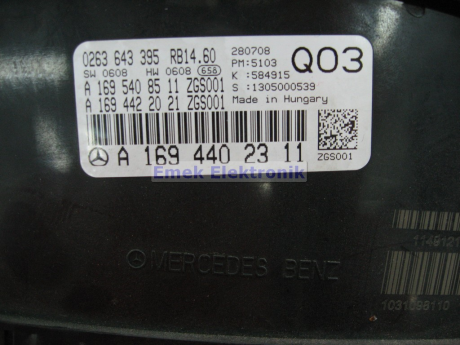 0263 643 395 RB14.60
SW 0608 HW 0608 658
A 169 540 85 11 ZGS001
A 169 442 20 21 ZGS001
280708
PM:5103
K :584915
S :1305000539
Made in Hungary
Q03
A 169 440 23 11
ZGS001
Emek Elektronik
MERCEDES BENZ